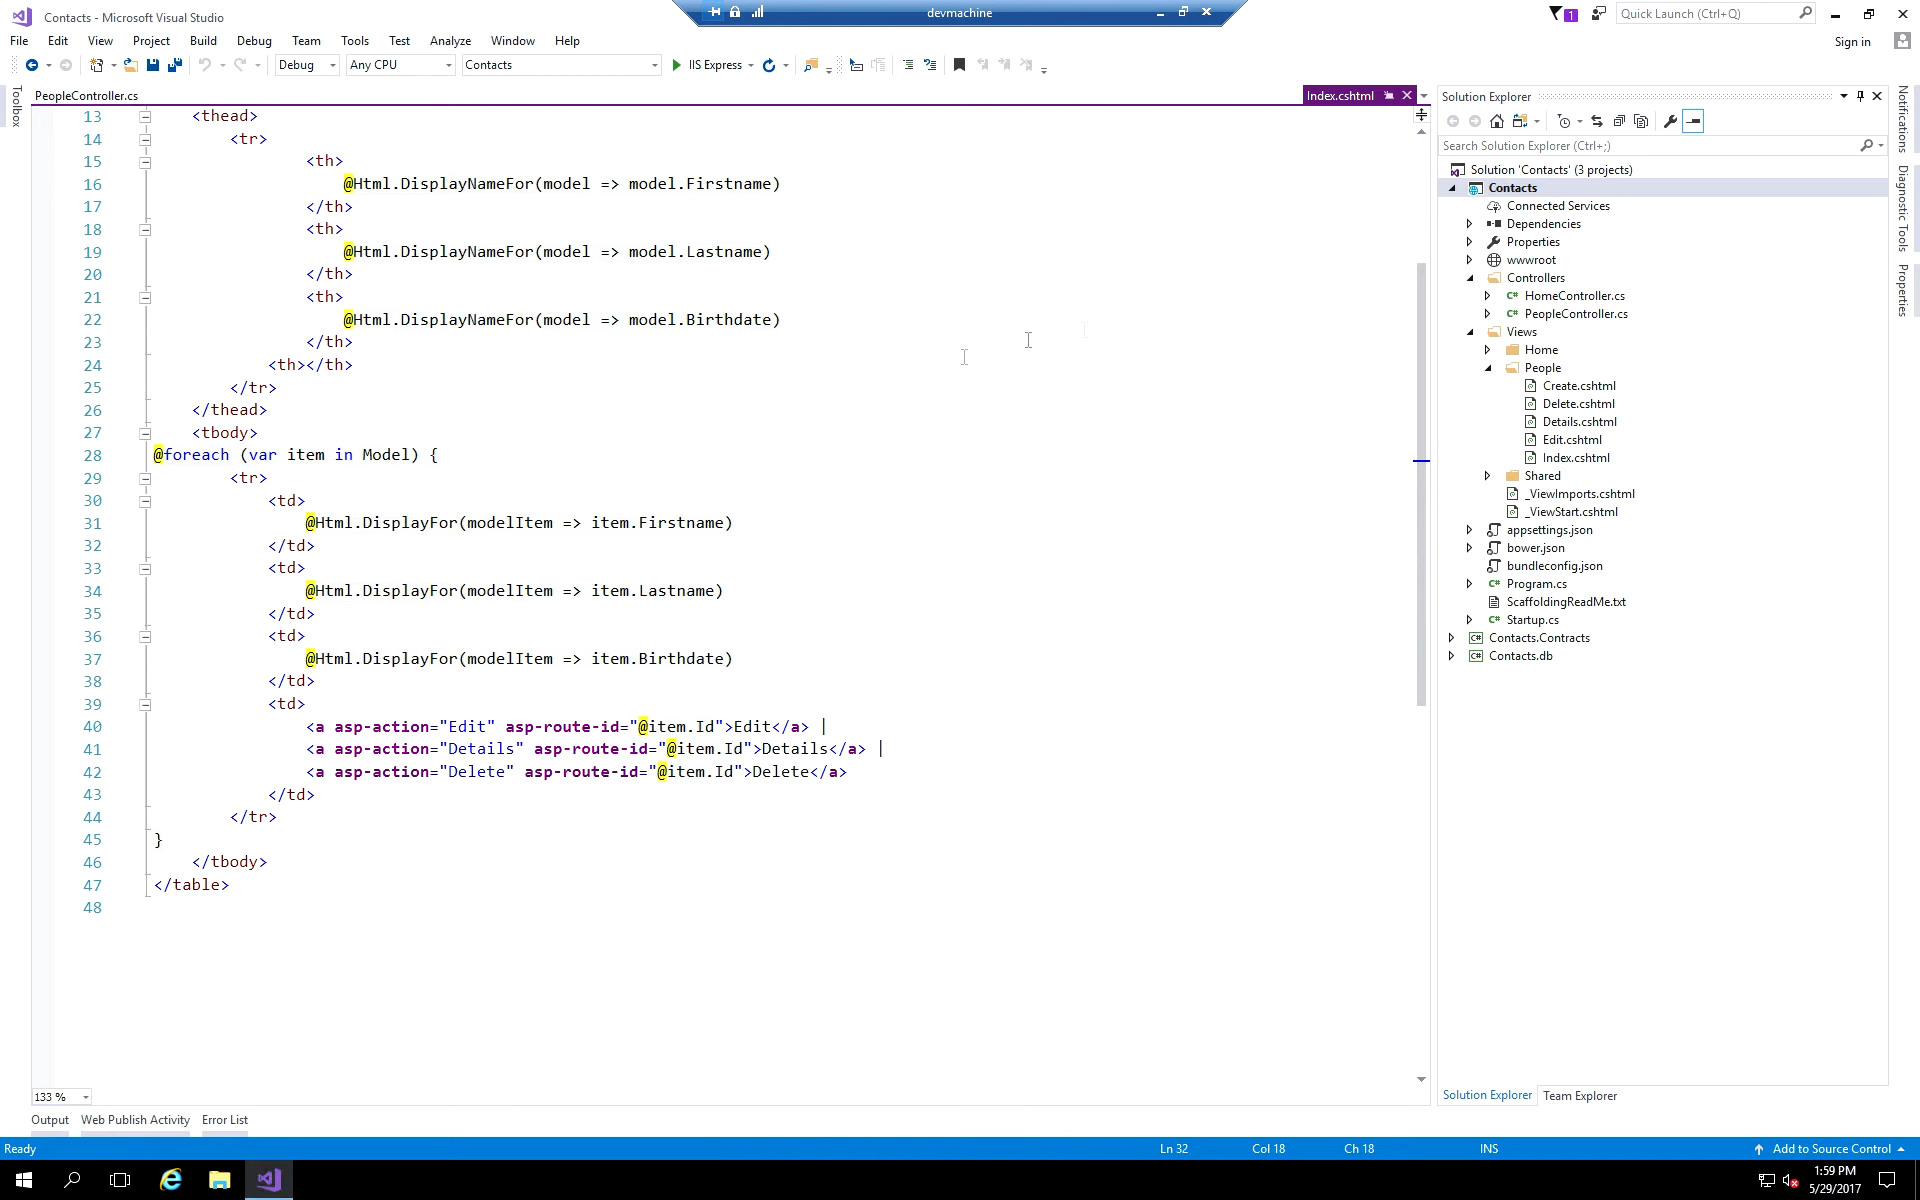 Contacts - Microsoft Visual Studio
devmachine
1
Quick Launch (Ctrl+Q)
File Edit View Project Build Debug Team Tools Test Analyze Window Help
Sign in
Debug Any CPU Contacts IIS Express
Toolbox
PeopleController.cs
Index.cshtml
13 <thead>
14 <tr>
15 <th>
16 @Html.DisplayNameFor(model => model.Firstname)
17 </th>
18 <th>
19 @Html.DisplayNameFor(model => model.Lastname)
20 </th>
21 <th>
22 @Html.DisplayNameFor(model => model.Birthdate)
23 </th>
24 <th></th>
25 </tr>
26 </thead>
27 <tbody>
28 @foreach (var item in Model) {
29 <tr>
30 <td>
31 @Html.DisplayFor(modelItem => item.Firstname)
32 </td>
33 <td>
34 @Html.DisplayFor(modelItem => item.Lastname)
35 </td>
36 <td>
37 @Html.DisplayFor(modelItem => item.Birthdate)
38 </td>
39 <td>
40 <a asp-action="Edit" asp-route-id="@item.Id">Edit</a> |
41 <a asp-action="Details" asp-route-id="@item.Id">Details</a> |
42 <a asp-action="Delete" asp-route-id="@item.Id">Delete</a>
43 </td>
44 </tr>
45 }
46 </tbody>
47 </table>
48
133 %
Output Web Publish Activity Error List
Solution Explorer
Search Solution Explorer (Ctrl+;)
Solution 'Contacts' (3 projects)
Contacts
Connected Services
Dependencies
Properties
wwwroot
Controllers
C# HomeController.cs
C# PeopleController.cs
Views
Home
People
Create.cshtml
Delete.cshtml
Details.cshtml
Edit.cshtml
Index.cshtml
Shared
_ViewImports.cshtml
_ViewStart.cshtml
appsettings.json
bower.json
bundleconfig.json
C# Program.cs
ScaffoldingReadMe.txt
C# Startup.cs
C# Contacts.Contracts
C# Contacts.db
Solution Explorer Team Explorer
Notifications
Diagnostic Tools
Properties
Ready
Ln 32 Col 18 Ch 18 INS
Add to Source Control
1:59 PM
5/29/2017